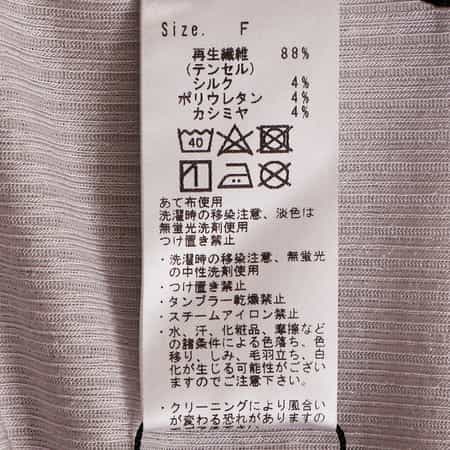 Size. F
再生繊維 88%
(テンセル)
シルク 4%
ポリウレタン 4%
カシミヤ 4%
40
あて布使用
洗濯時の移染注意、淡色は
無蛍光洗剤使用
つけ置き禁止
・洗濯時の移染注意、無蛍光
の中性洗剤使用
・つけ置き禁止
・タンブラー乾燥禁止
・スチームアイロン禁止
・水、汗、化粧品、摩擦など
の諸条件による色落ち、色
移り、しみ、毛羽立ち、白
化が生じる可能性がござい
ますのでご注意ください
・クリーニングにより風合い
が変わる恐れがありますの